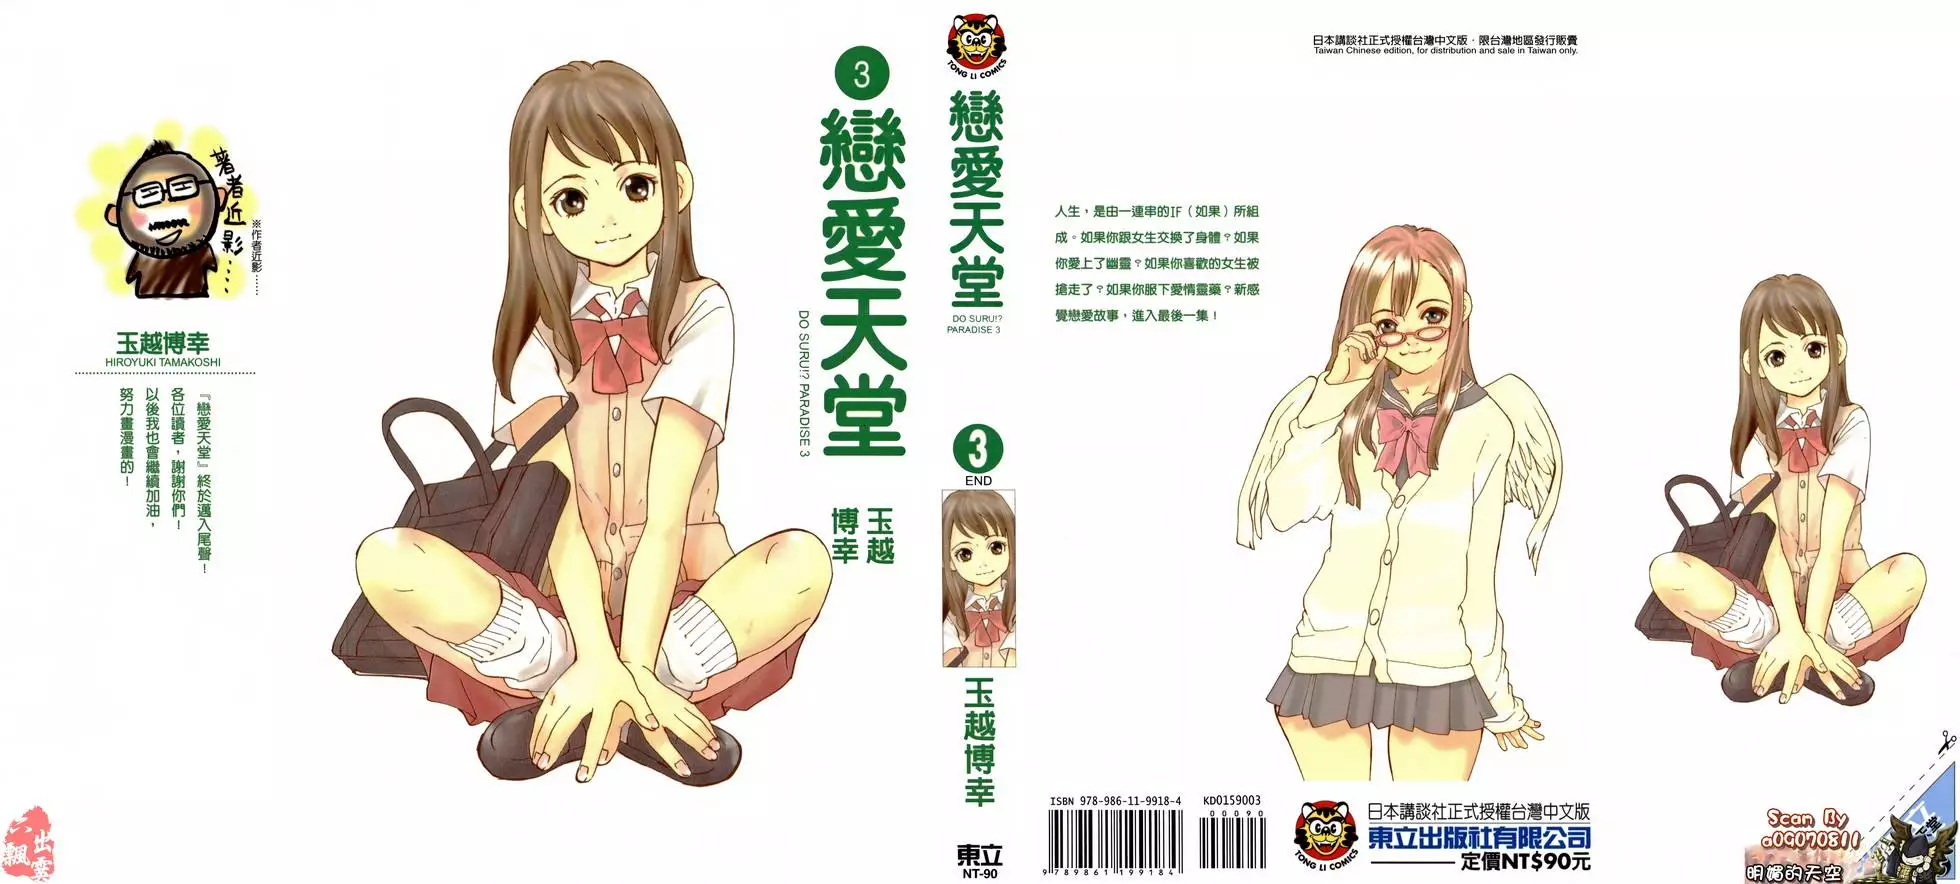 著者近影…
※作者近影……
玉越博幸
HIROYUKI TAMAKOSHI
『戀愛天堂』終於邁入尾聲！
各位讀者，謝謝你們！
以後我也會繼續加油，
努力畫漫畫的！
3
戀愛天堂
DO SURU!? PARADISE 3
玉越
博幸
TONG LI COMICS
戀愛天堂
DO SURU!?
PARADISE 3
3
END
玉越博幸
東立
NT-90
日本講談社正式授權台灣中文版．限台灣地區發行販賣
Taiwan Chinese edition, for distribution and sale in Taiwan only.
人生，是由一連串的IF（如果）所組
成。如果你跟女生交換了身體？如果
你愛上了幽靈？如果你喜歡的女生被
搶走了？如果你服下愛情靈藥？新感
覺戀愛故事，進入最後一集！
ISBN 978-986-11-9918-4
9789861199184
KD0159003
00090
TONG LI COMICS
日本講談社正式授權台灣中文版
東立出版社有限公司
定價NT$90元
六飄
出雲
Scan By
a09070811
明媚的天空